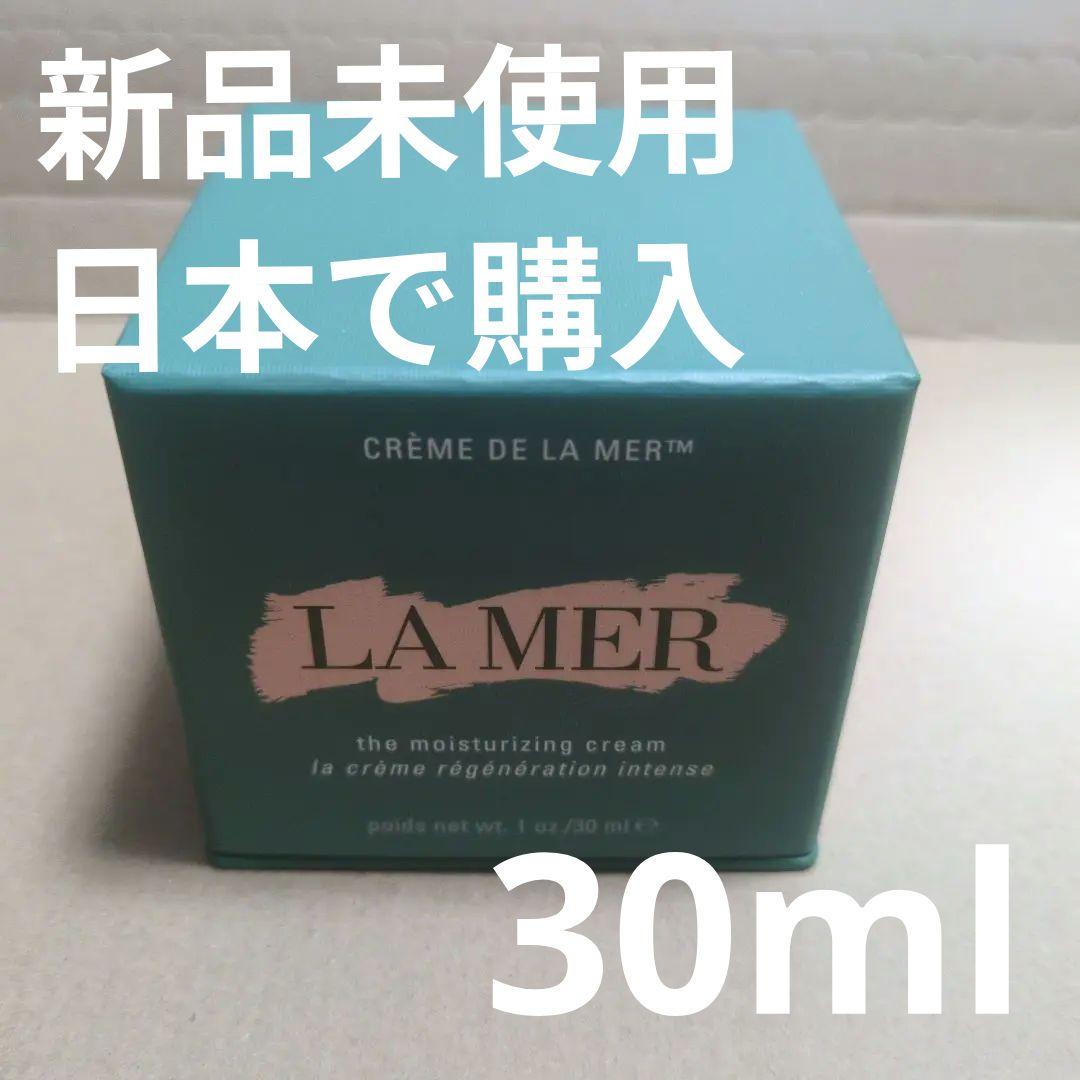 新品未使用
日本で購入
CRÈME DE LA MER™
LA MER
the moisturizing cream
la crème régénération intense
poids net wt. 1 oz./30 ml ℮
30ml